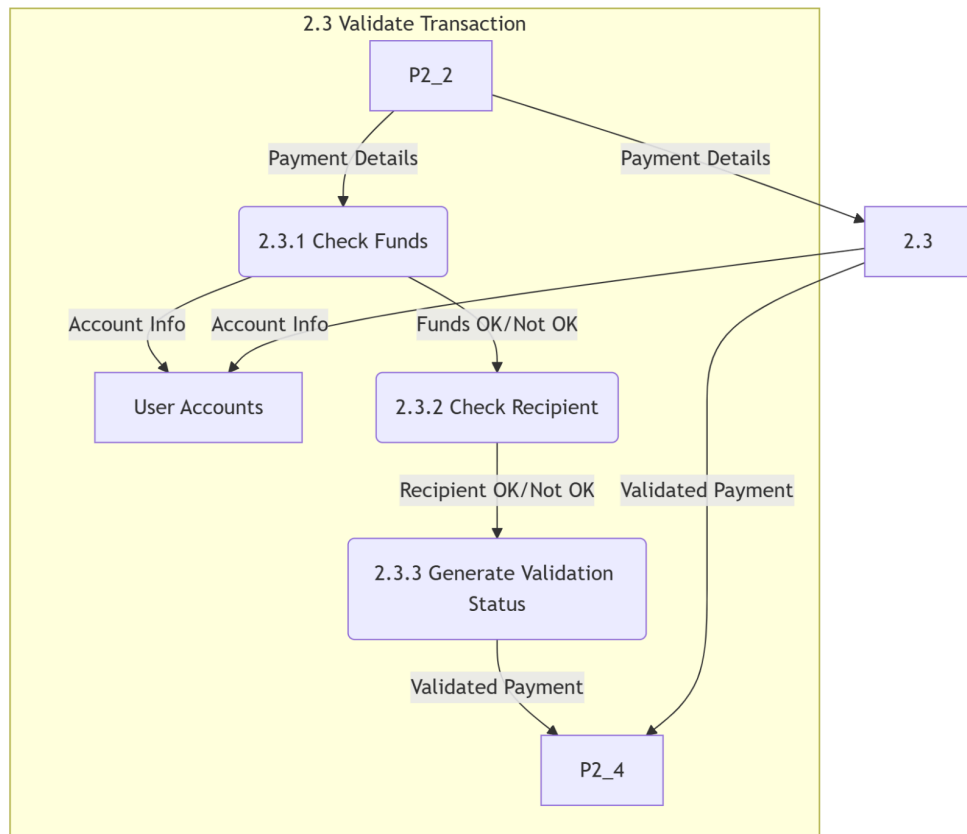 2.3 Validate Transaction
P2_2
Payment Details
Payment Details
2.3.1 Check Funds
2.3
Account Info
Account Info
Funds OK/Not OK
User Accounts
2.3.2 Check Recipient
Recipient OK/Not OK
Validated Payment
2.3.3 Generate Validation
Status
Validated Payment
P2_4